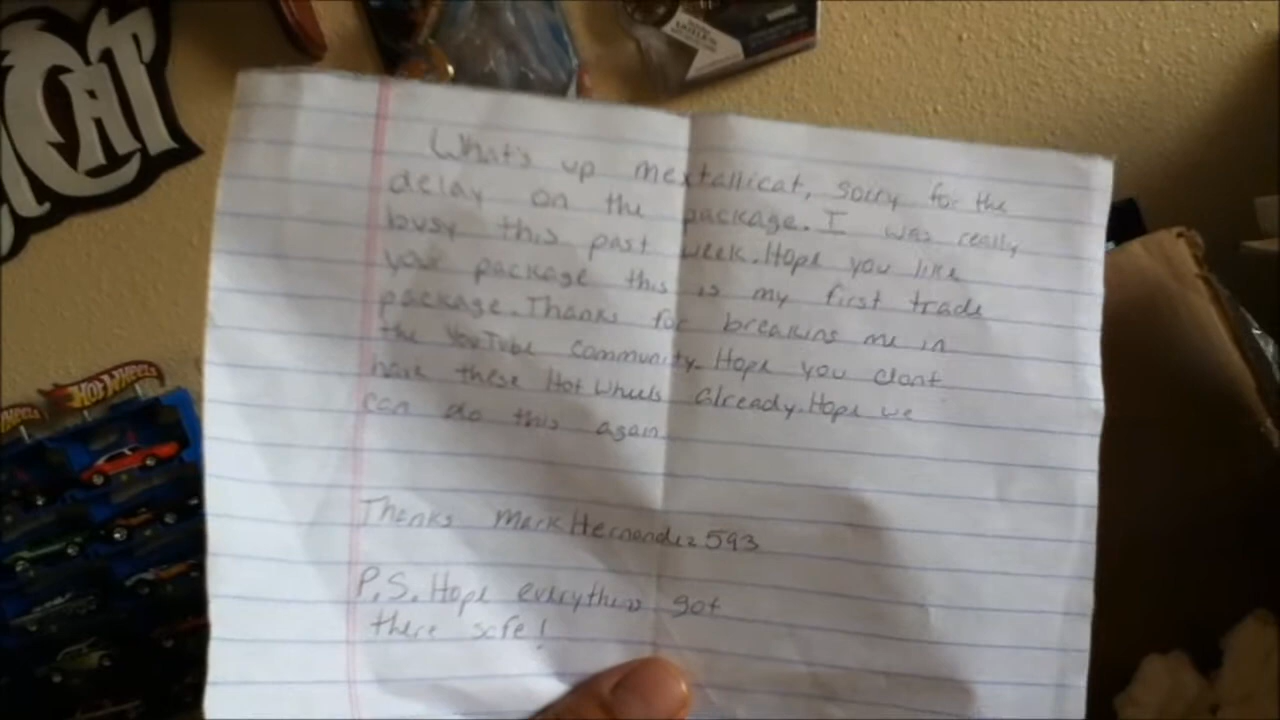 CAT
What's up mextallicat, sorry for the
delay on the package. I was really
busy this past week. Hope you like
your package this is my first trade
package. Thanks for breaking me in
the YouTube community. Hope you dont
have these Hot Wheels already. Hope we
can do this again.
Thanks MarkHernandez593
P.S. Hope everything got
there safe!
HOT WHEELS
WHEELS